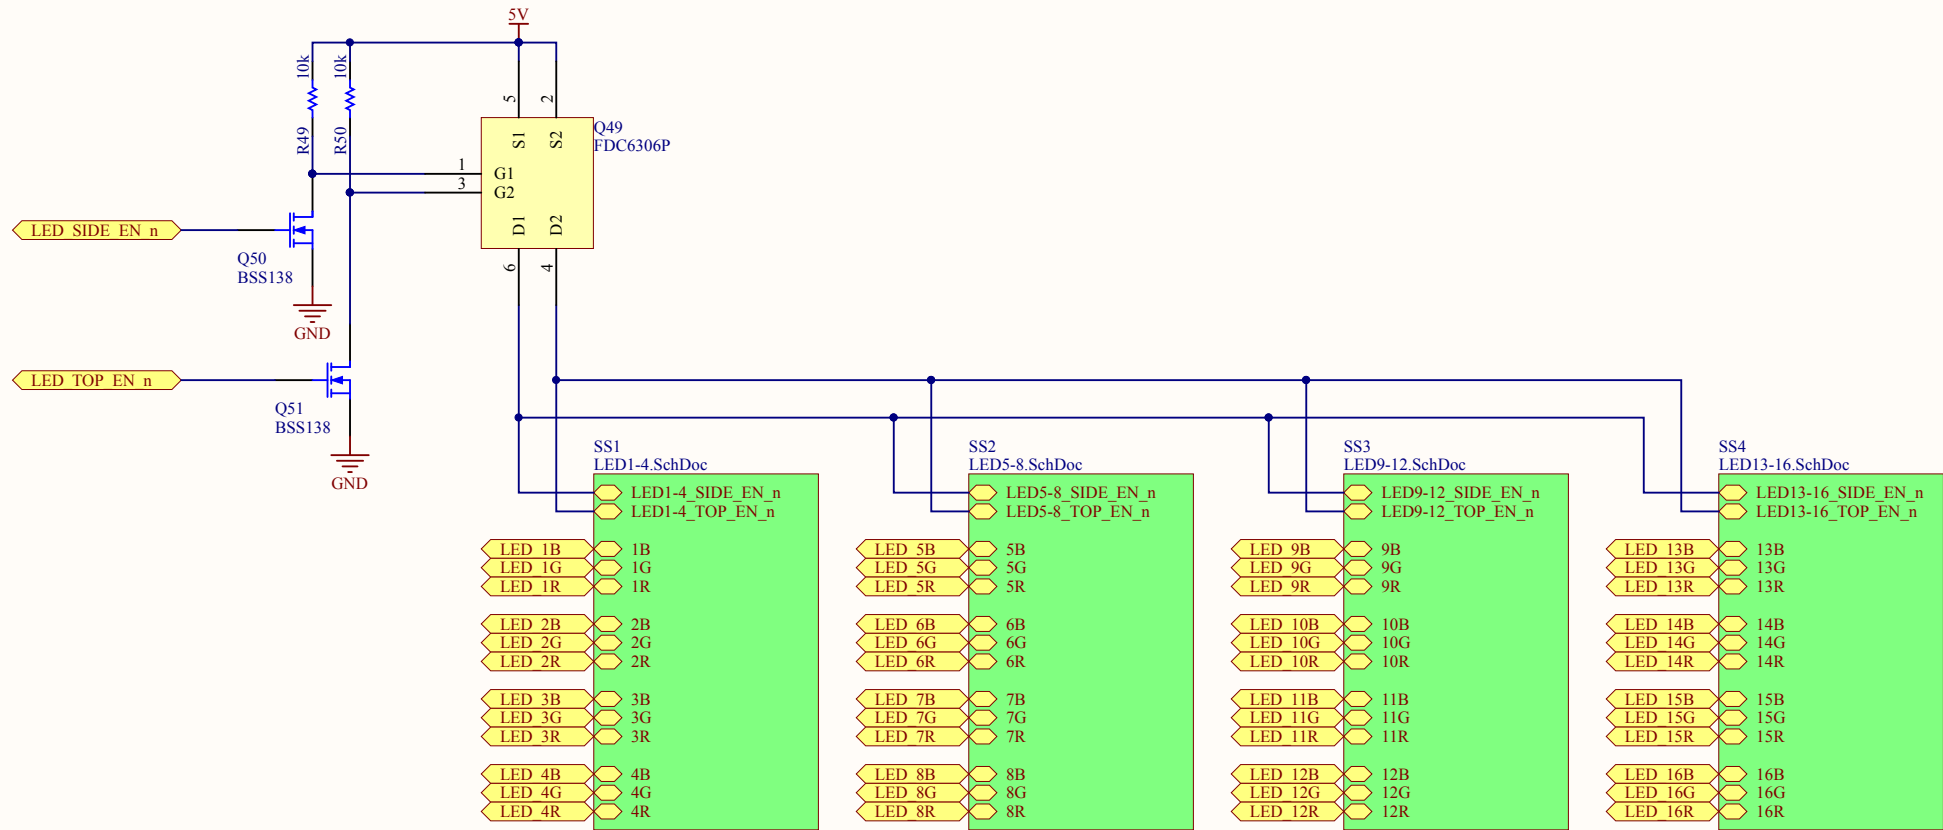 5V
10k
10k
R49
R50
5
2
S1
S2
Q49
FDC6306P
1
G1
3
G2
D1
D2
6
4
LED_SIDE_EN_n
Q50
BSS138
GND
LED_TOP_EN_n
Q51
BSS138
GND
SS1
LED1-4.SchDoc
LED1-4_SIDE_EN_n
LED1-4_TOP_EN_n
LED_1B 1B
LED_1G 1G
LED_1R 1R
LED_2B 2B
LED_2G 2G
LED_2R 2R
LED_3B 3B
LED_3G 3G
LED_3R 3R
LED_4B 4B
LED_4G 4G
LED_4R 4R
SS2
LED5-8.SchDoc
LED5-8_SIDE_EN_n
LED5-8_TOP_EN_n
LED_5B 5B
LED_5G 5G
LED_5R 5R
LED_6B 6B
LED_6G 6G
LED_6R 6R
LED_7B 7B
LED_7G 7G
LED_7R 7R
LED_8B 8B
LED_8G 8G
LED_8R 8R
SS3
LED9-12.SchDoc
LED9-12_SIDE_EN_n
LED9-12_TOP_EN_n
LED_9B 9B
LED_9G 9G
LED_9R 9R
LED_10B 10B
LED_10G 10G
LED_10R 10R
LED_11B 11B
LED_11G 11G
LED_11R 11R
LED_12B 12B
LED_12G 12G
LED_12R 12R
SS4
LED13-16.SchDoc
LED13-16_SIDE_EN_n
LED13-16_TOP_EN_n
LED_13B 13B
LED_13G 13G
LED_13R 13R
LED_14B 14B
LED_14G 14G
LED_14R 14R
LED_15B 15B
LED_15G 15G
LED_15R 15R
LED_16B 16B
LED_16G 16G
LED_16R 16R